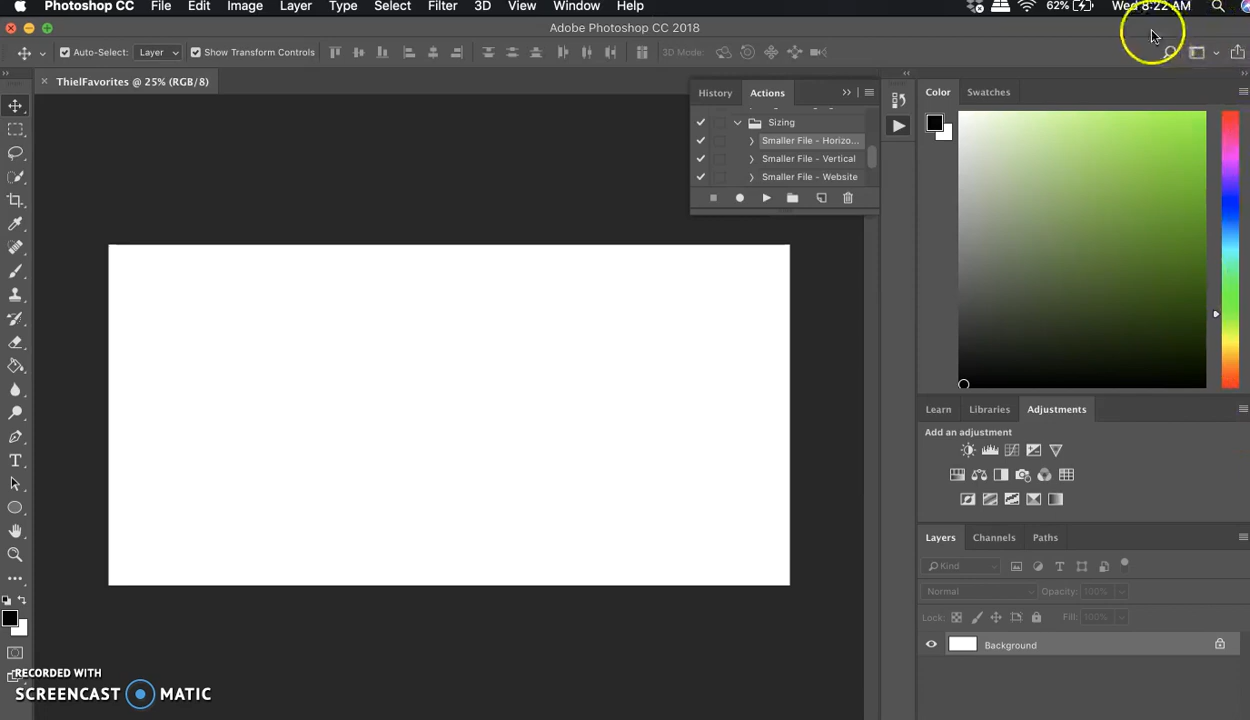 Photoshop CC File Edit Image Layer Type Select Filter 3D View Window Help 62% Wed 8:22 AM
Adobe Photoshop CC 2018
Auto-Select: Layer Show Transform Controls 3D Mode:
ThielFavorites @ 25% (RGB/8)
History Actions
Sizing
Smaller File - Horizo...
Smaller File - Vertical
Smaller File - Website
Color Swatches
Learn Libraries Adjustments
Add an adjustment
Layers Channels Paths
Kind
Normal Opacity: 100%
Lock: Fill: 100%
Background
RECORDED WITH
SCREENCAST MATIC